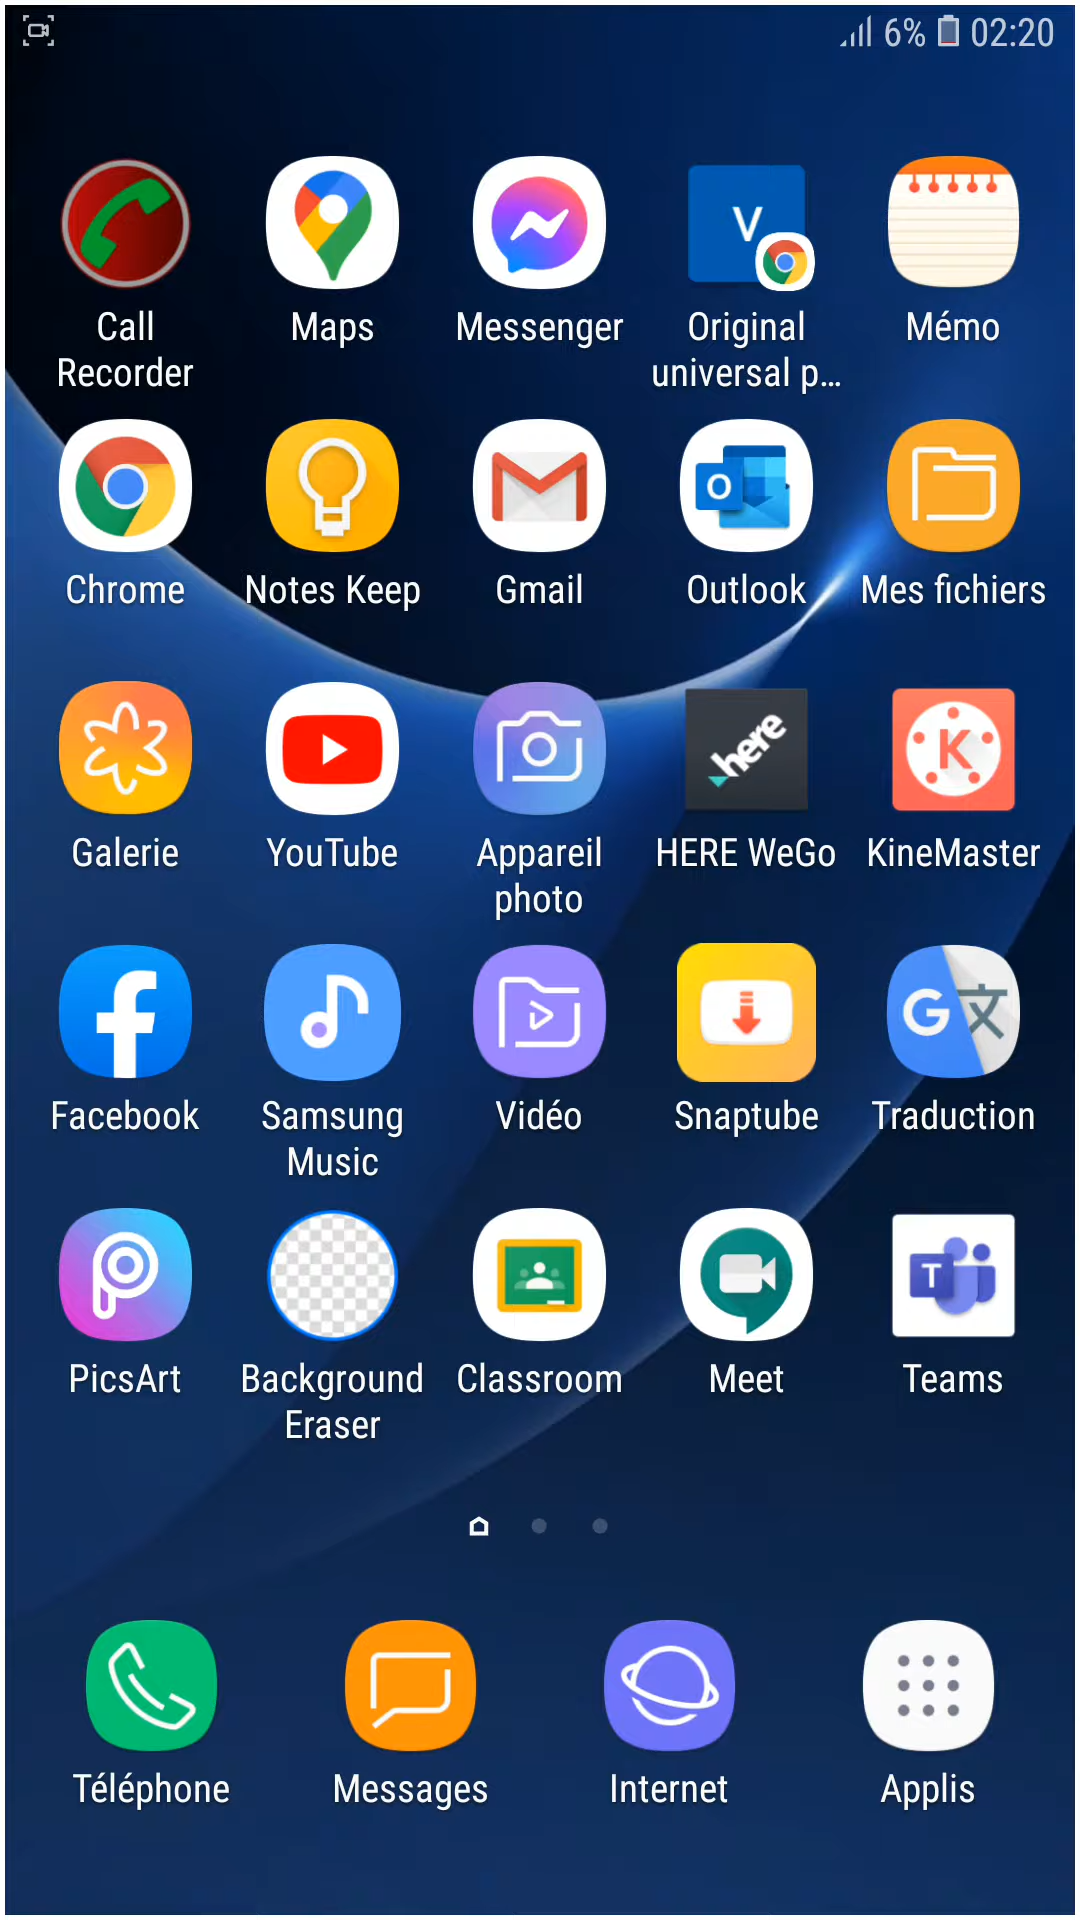 6% 02:20
V
Call Maps Messenger Original Mémo
Recorder universal p...
O
Chrome Notes Keep Gmail Outlook Mes fichiers
here K
Galerie YouTube Appareil HERE WeGo KineMaster
photo
G 文
Facebook Samsung Vidéo Snaptube Traduction
Music
T
PicsArt Background Classroom Meet Teams
Eraser
Téléphone Messages Internet Applis